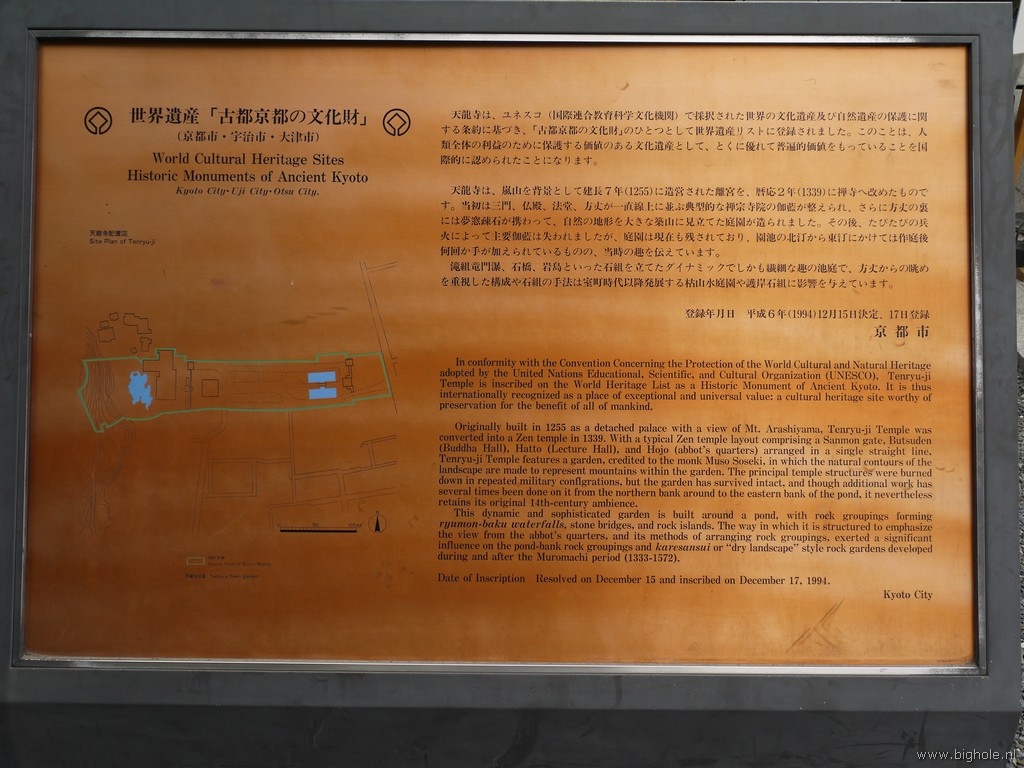 世界遺産「古都京都の文化財」
（京都市・宇治市・大津市）
World Cultural Heritage Sites
Historic Monuments of Ancient Kyoto
Kyoto City・Uji City・Otsu City.
天龍寺配置図
Site Plan of Tenryu-ji
天龍寺は、ユネスコ（国際連合教育科学文化機関）で採択された世界の文化遺産及び自然遺産の保護に関
する条約に基づき、「古都京都の文化財」のひとつとして世界遺産リストに登録されました。このことは、人
類全体の利益のために保護する価値のある文化遺産として、とくに優れて普遍的価値をもっていることを国
際的に認められたことになります。
天龍寺は、嵐山を背景として建長７年(1255)に造営された離宮を、暦応２年(1339)に禅寺へ改めたもので
す。当初は三門、仏殿、法堂、方丈が一直線上に並ぶ典型的な禅宗寺院の伽藍が整えられ、さらに方丈の裏
には夢窓疎石が携わって、自然の地形を大きな築山に見立てた庭園が造られました。その後、たびたびの兵
火によって主要伽藍は失われましたが、庭園は現在も残されており、園池の北汀から東汀にかけては作庭後
何回か手が加えられているものの、当時の趣を伝えています。
滝組竜門瀑、石橋、岩島といった石組を立てたダイナミックでしかも繊細な趣の池庭で、方丈からの眺め
を重視した構成や石組の手法は室町時代以降発展する枯山水庭園や護岸石組に影響を与えています。
登録年月日　平成６年(1994)12月15日決定、17日登録
京都市
In conformity with the Convention Concerning the Protection of the World Cultural and Natural Heritage
adopted by the United Nations Educational, Scientific, and Cultural Organization (UNESCO), Tenryu-ji
Temple is inscribed on the World Heritage List as a Historic Monument of Ancient Kyoto. It is thus
internationally recognized as a place of exceptional and universal value: a cultural heritage site worthy of
preservation for the benefit of all of mankind.
Originally built in 1255 as a detached palace with a view of Mt. Arashiyama, Tenryu-ji Temple was
converted into a Zen temple in 1339. With a typical Zen temple layout comprising a Sanmon gate, Butsuden
(Buddha Hall), Hatto (Lecture Hall), and Hojo (abbot's quarters) arranged in a single straight line,
Tenryu-ji Temple features a garden, credited to the monk Muso Soseki, in which the natural contours of the
landscape are made to represent mountains within the garden. The principal temple structures were burned
down in repeated military conflgrations, but the garden has survived intact, and though additional work has
several times been done on it from the northern bank around to the eastern bank of the pond, it nevertheless
retains its original 14th-century ambience.
This dynamic and sophisticated garden is built around a pond, with rock groupings forming
ryumon-baku waterfalls, stone bridges, and rock islands. The way in which it is structured to emphasize
the view from the abbot's quarters, and its methods of arranging rock groupings, exerted a significant
influence on the pond-bank rock groupings and karesansui or "dry landscape" style rock gardens developed
during and after the Muromachi period (1333-1572).
Date of Inscription Resolved on December 15 and inscribed on December 17, 1994.
Kyoto City
www.bighole.nl